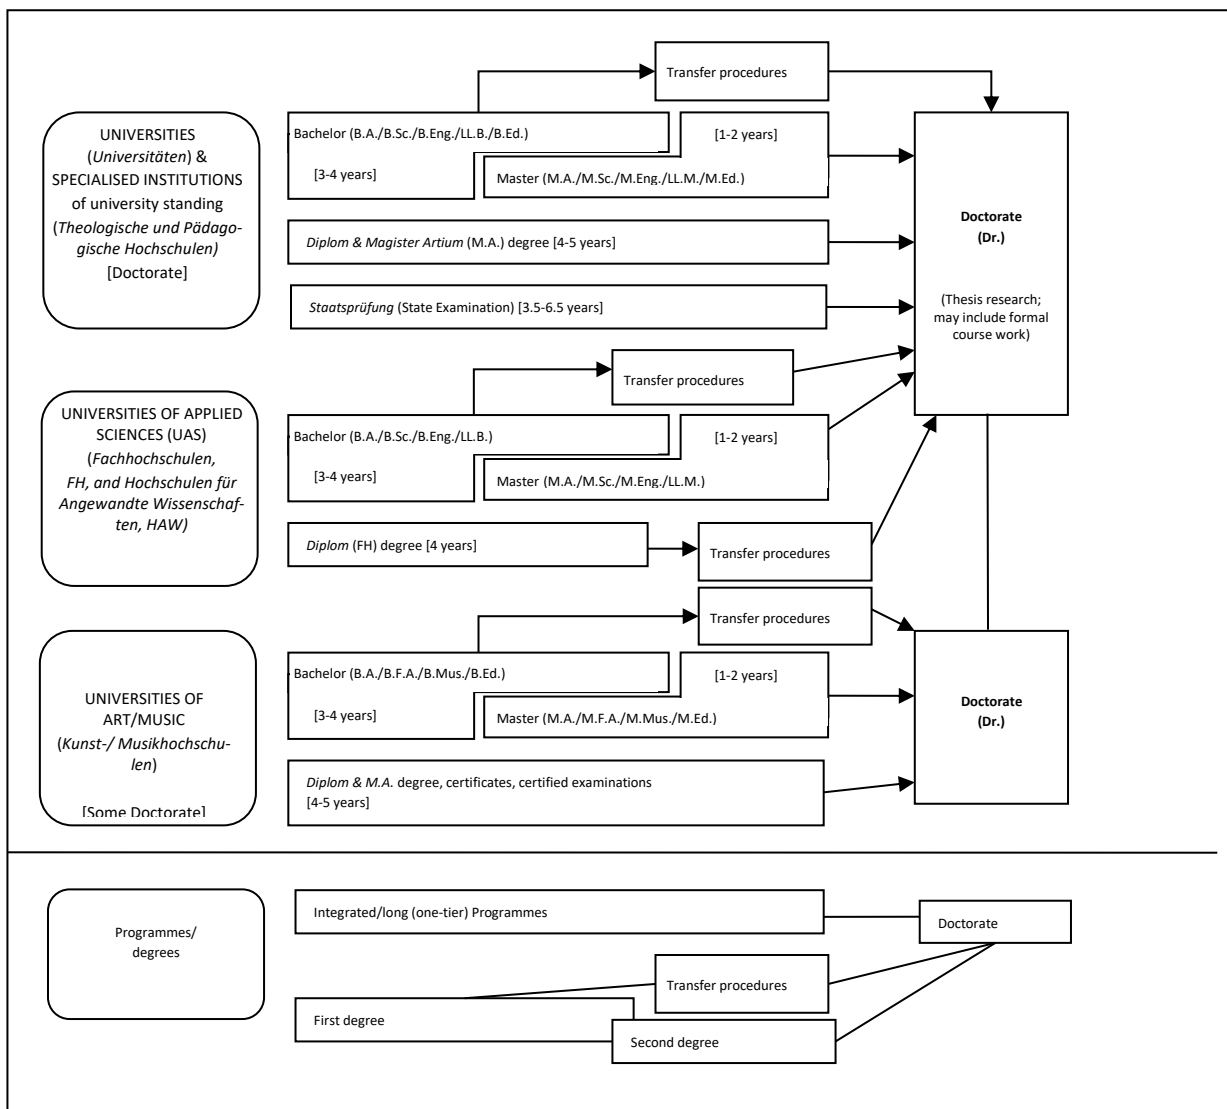 Transfer procedures
UNIVERSITIES
(Universitäten) &
SPECIALISED INSTITUTIONS
of university standing
(Theologische und Pädago-
gische Hochschulen)
[Doctorate]
Bachelor (B.A./B.Sc./B.Eng./LL.B./B.Ed.)
[3-4 years]
[1-2 years]
Master (M.A./M.Sc./M.Eng./LL.M./M.Ed.)
Diplom & Magister Artium (M.A.) degree [4-5 years]
Staatsprüfung (State Examination) [3.5-6.5 years]
Doctorate
(Dr.)
(Thesis research;
may include formal
course work)
UNIVERSITIES OF APPLIED
SCIENCES (UAS)
(Fachhochschulen,
FH, and Hochschulen für
Angewandte Wissenschaf-
ten, HAW)
Transfer procedures
Bachelor (B.A./B.Sc./B.Eng./LL.B.)
[3-4 years]
[1-2 years]
Master (M.A./M.Sc./M.Eng./LL.M.)
Diplom (FH) degree [4 years]
Transfer procedures
UNIVERSITIES OF
ART/MUSIC
(Kunst-/ Musikhochschu-
len)
[Some Doctorate]
Transfer procedures
Bachelor (B.A./B.F.A./B.Mus./B.Ed.)
[3-4 years]
[1-2 years]
Master (M.A./M.F.A./M.Mus./M.Ed.)
Diplom & M.A. degree, certificates, certified examinations
[4-5 years]
Doctorate
(Dr.)
Programmes/
degrees
Integrated/long (one-tier) Programmes
Doctorate
Transfer procedures
First degree
Second degree